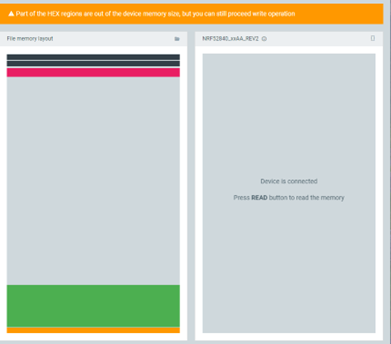 Part of the HEX regions are out of the device memory size, but you can still proceed write operation
File memory layout
NRF52840_xxAA_REV2
Device is connected
Press READ button to read the memory